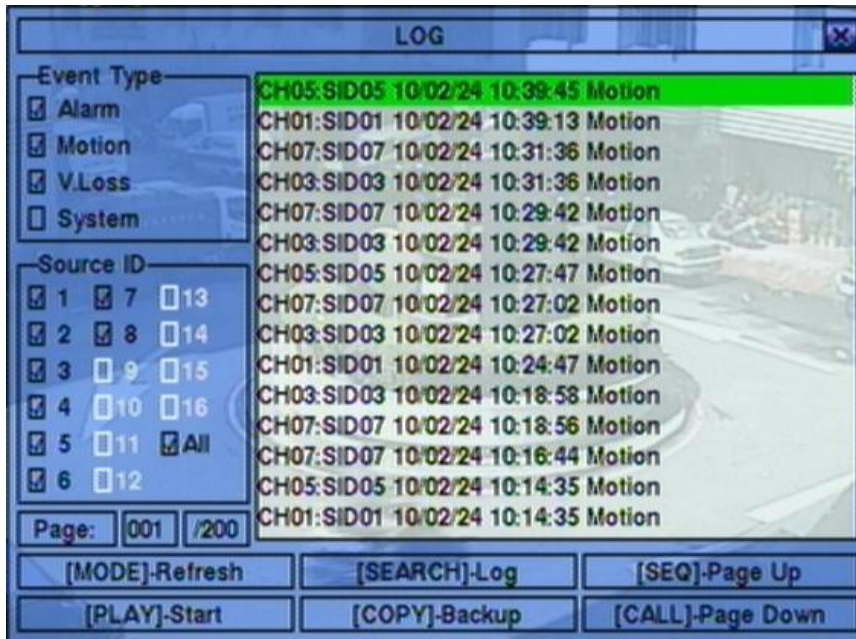 LOG
Event Type
Alarm
Motion
V.Loss
System
Source ID
1 7 13
2 8 14
3 9 15
4 10 16
5 11 All
6 12
Page: 001 /200
CH05:SID05 10/02/24 10:39:45 Motion
CH01:SID01 10/02/24 10:39:13 Motion
CH07:SID07 10/02/24 10:31:36 Motion
CH03:SID03 10/02/24 10:31:36 Motion
CH07:SID07 10/02/24 10:29:42 Motion
CH03:SID03 10/02/24 10:29:42 Motion
CH05:SID05 10/02/24 10:27:47 Motion
CH07:SID07 10/02/24 10:27:02 Motion
CH03:SID03 10/02/24 10:27:02 Motion
CH01:SID01 10/02/24 10:24:47 Motion
CH03:SID03 10/02/24 10:18:58 Motion
CH07:SID07 10/02/24 10:18:56 Motion
CH07:SID07 10/02/24 10:16:44 Motion
CH05:SID05 10/02/24 10:14:35 Motion
CH01:SID01 10/02/24 10:14:35 Motion
[MODE]-Refresh [SEARCH]-Log [SEQ]-Page Up
[PLAY]-Start [COPY]-Backup [CALL]-Page Down